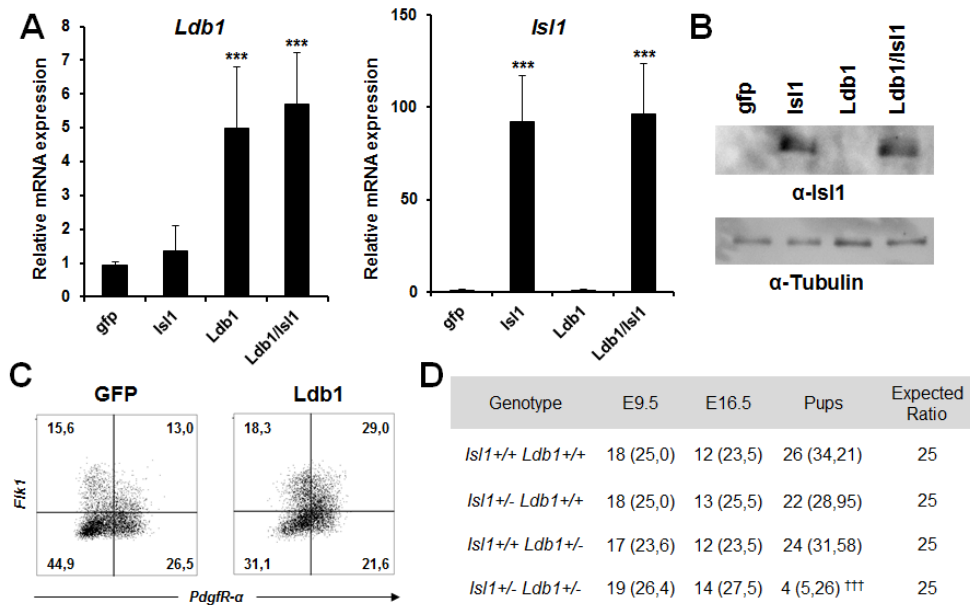 A
Ldb1
Relative mRNA expression
8
7
6
5
4
3
2
1
0
***
***
gfp
Isl1
Ldb1
Ldb1/Isl1
Isl1
Relative mRNA expression
150
100
50
0
***
***
gfp
Isl1
Ldb1
Ldb1/Isl1
B
gfp
Isl1
Ldb1
Ldb1/Isl1
α-Isl1
α-Tubulin
C
GFP
Ldb1
15,6 13,0
44,9 26,5
18,3 29,0
31,1 21,6
Flk1
PdgfR-α
D
Genotype E9.5 E16.5 Pups Expected Ratio
Isl1+/+ Ldb1+/+ 18 (25,0) 12 (23,5) 26 (34,21) 25
Isl1+/- Ldb1+/+ 18 (25,0) 13 (25,5) 22 (28,95) 25
Isl1+/+ Ldb1+/- 17 (23,6) 12 (23,5) 24 (31,58) 25
Isl1+/- Ldb1+/- 19 (26,4) 14 (27,5) 4 (5,26) ††† 25